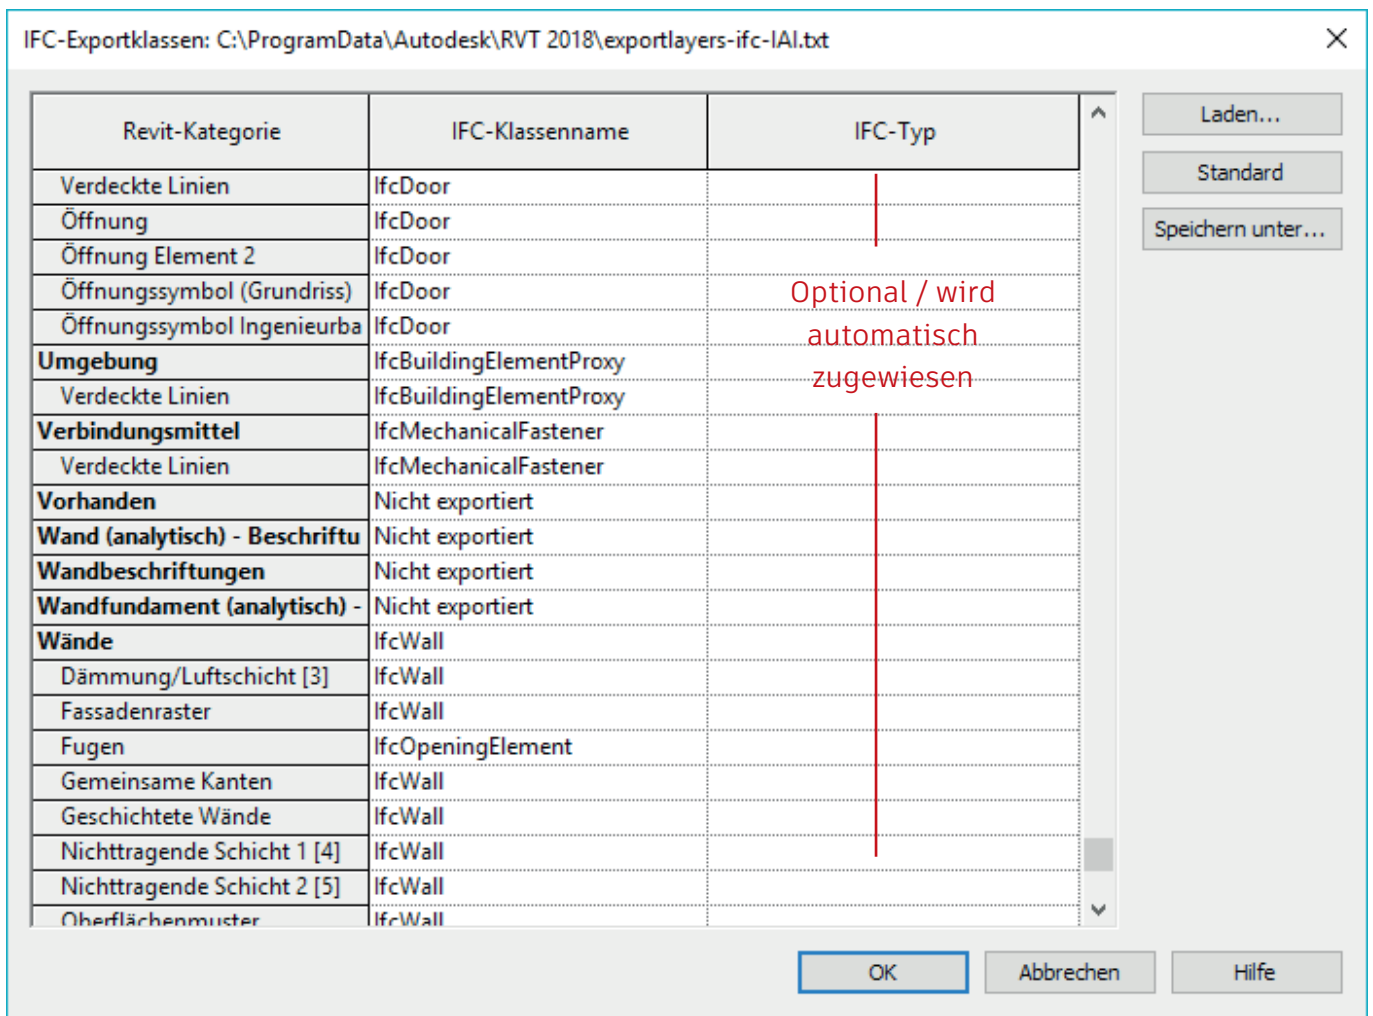 IFC-Exportklassen: C:\ProgramData\Autodesk\RVT 2018\exportlayers-ifc-IAI.txt
Revit-Kategorie IFC-Klassenname IFC-Typ
Verdeckte Linien IfcDoor
Öffnung IfcDoor
Öffnung Element 2 IfcDoor
Öffnungssymbol (Grundriss) IfcDoor
Öffnungssymbol Ingenieurba IfcDoor
Umgebung IfcBuildingElementProxy
Verdeckte Linien IfcBuildingElementProxy
Verbindungsmittel IfcMechanicalFastener
Verdeckte Linien IfcMechanicalFastener
Vorhanden Nicht exportiert
Wand (analytisch) - Beschriftu Nicht exportiert
Wandbeschriftungen Nicht exportiert
Wandfundament (analytisch) - Nicht exportiert
Wände IfcWall
Dämmung/Luftschicht [3] IfcWall
Fassadenraster IfcWall
Fugen IfcOpeningElement
Gemeinsame Kanten IfcWall
Geschichtete Wände IfcWall
Nichttragende Schicht 1 [4] IfcWall
Nichttragende Schicht 2 [5] IfcWall
Oberflächenmuster IfcWall
Optional / wird
automatisch
zugewiesen
Laden...
Standard
Speichern unter...
OK Abbrechen Hilfe